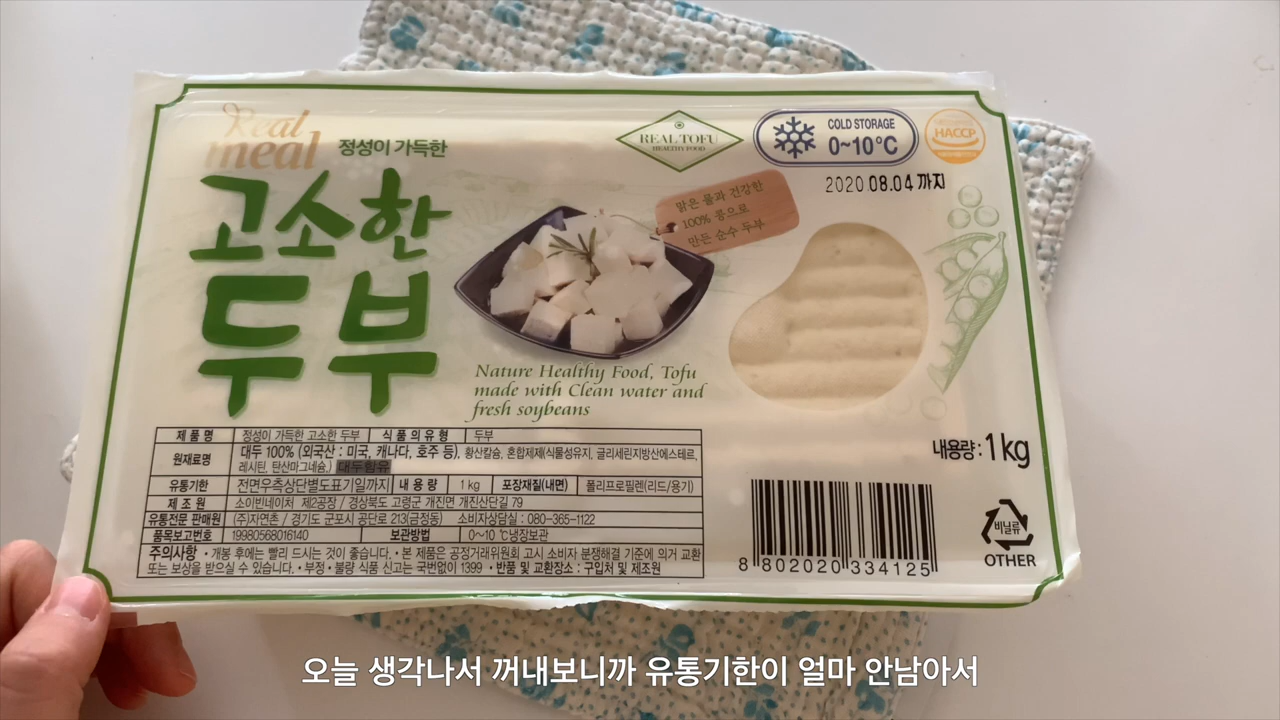 Real
meal 정성이 가득한
고소한
두부
REAL TOFU
HEALTHY FOOD
COLD STORAGE
0~10℃
HACCP
2020.08.04 까지
맑은 물과 건강한
100% 콩으로
만든 순수 두부
Nature Healthy Food, Tofu
made with Clean water and
fresh soybeans
제 품 명 정성이 가득한 고소한 두부 식 품 의 유 형 두부
원재료명 대두 100% (외국산 : 미국, 캐나다, 호주 등), 황산칼슘, 혼합제제(식물성유지, 글리세린지방산에스테르,
레시틴, 탄산마그네슘,) 대두함유
유통기한 전면우측상단별도표기일까지 내 용 량 1 kg 포장재질(내면) 폴리프로필렌(리드/용기)
제 조 원 소이빈네이처 제2공장 / 경상북도 고령군 개진면 개진산단길 79
유통전문 판매원 (주)자연촌 / 경기도 군포시 공단로 213(금정동) 소비자상담실 : 080-365-1122
품목보고번호 19980568016140 보관방법 0~10 ℃냉장보관
주의사항 • 개봉 후에는 빨리 드시는 것이 좋습니다. • 본 제품은 공정거래위원회 고시 소비자 분쟁해결 기준에 의거 교환
또는 보상을 받으실 수 있습니다. • 부정 • 불량 식품 신고는 국번없이 1399 • 반품 및 교환장소 : 구입처 및 제조원
내용량: 1kg
8 802020 334125
비닐류
OTHER
오늘 생각나서 꺼내보니까 유통기한이 얼마 안남아서